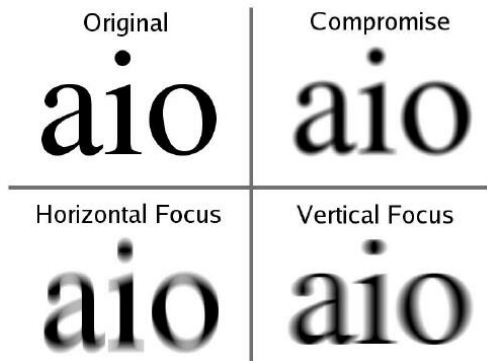 Original
aio
Compromise
aio
Horizontal Focus
aio
Vertical Focus
aio